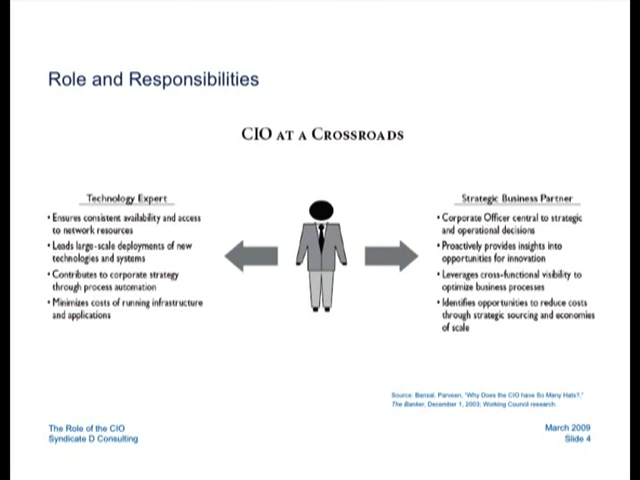 Role and Responsibilities
CIO AT A CROSSROADS
Technology Expert
• Ensures consistent availability and access
to network resources
• Leads large-scale deployments of new
technologies and systems
• Contributes to corporate strategy
through process automation
• Minimizes costs of running infrastructure
and applications
Strategic Business Partner
• Corporate Officer central to strategic
and operational decisions
• Proactively provides insights into
opportunities for innovation
• Leverages cross-functional visibility to
optimize business processes
• Identifies opportunities to reduce costs
through strategic sourcing and economies
of scale
Source: Bansal, Parveen, "Why Does the CIO have So Many Hats?,"
The Banker, December 1, 2003; Working Council research.
The Role of the CIO
Syndicate D Consulting
March 2009
Slide 4